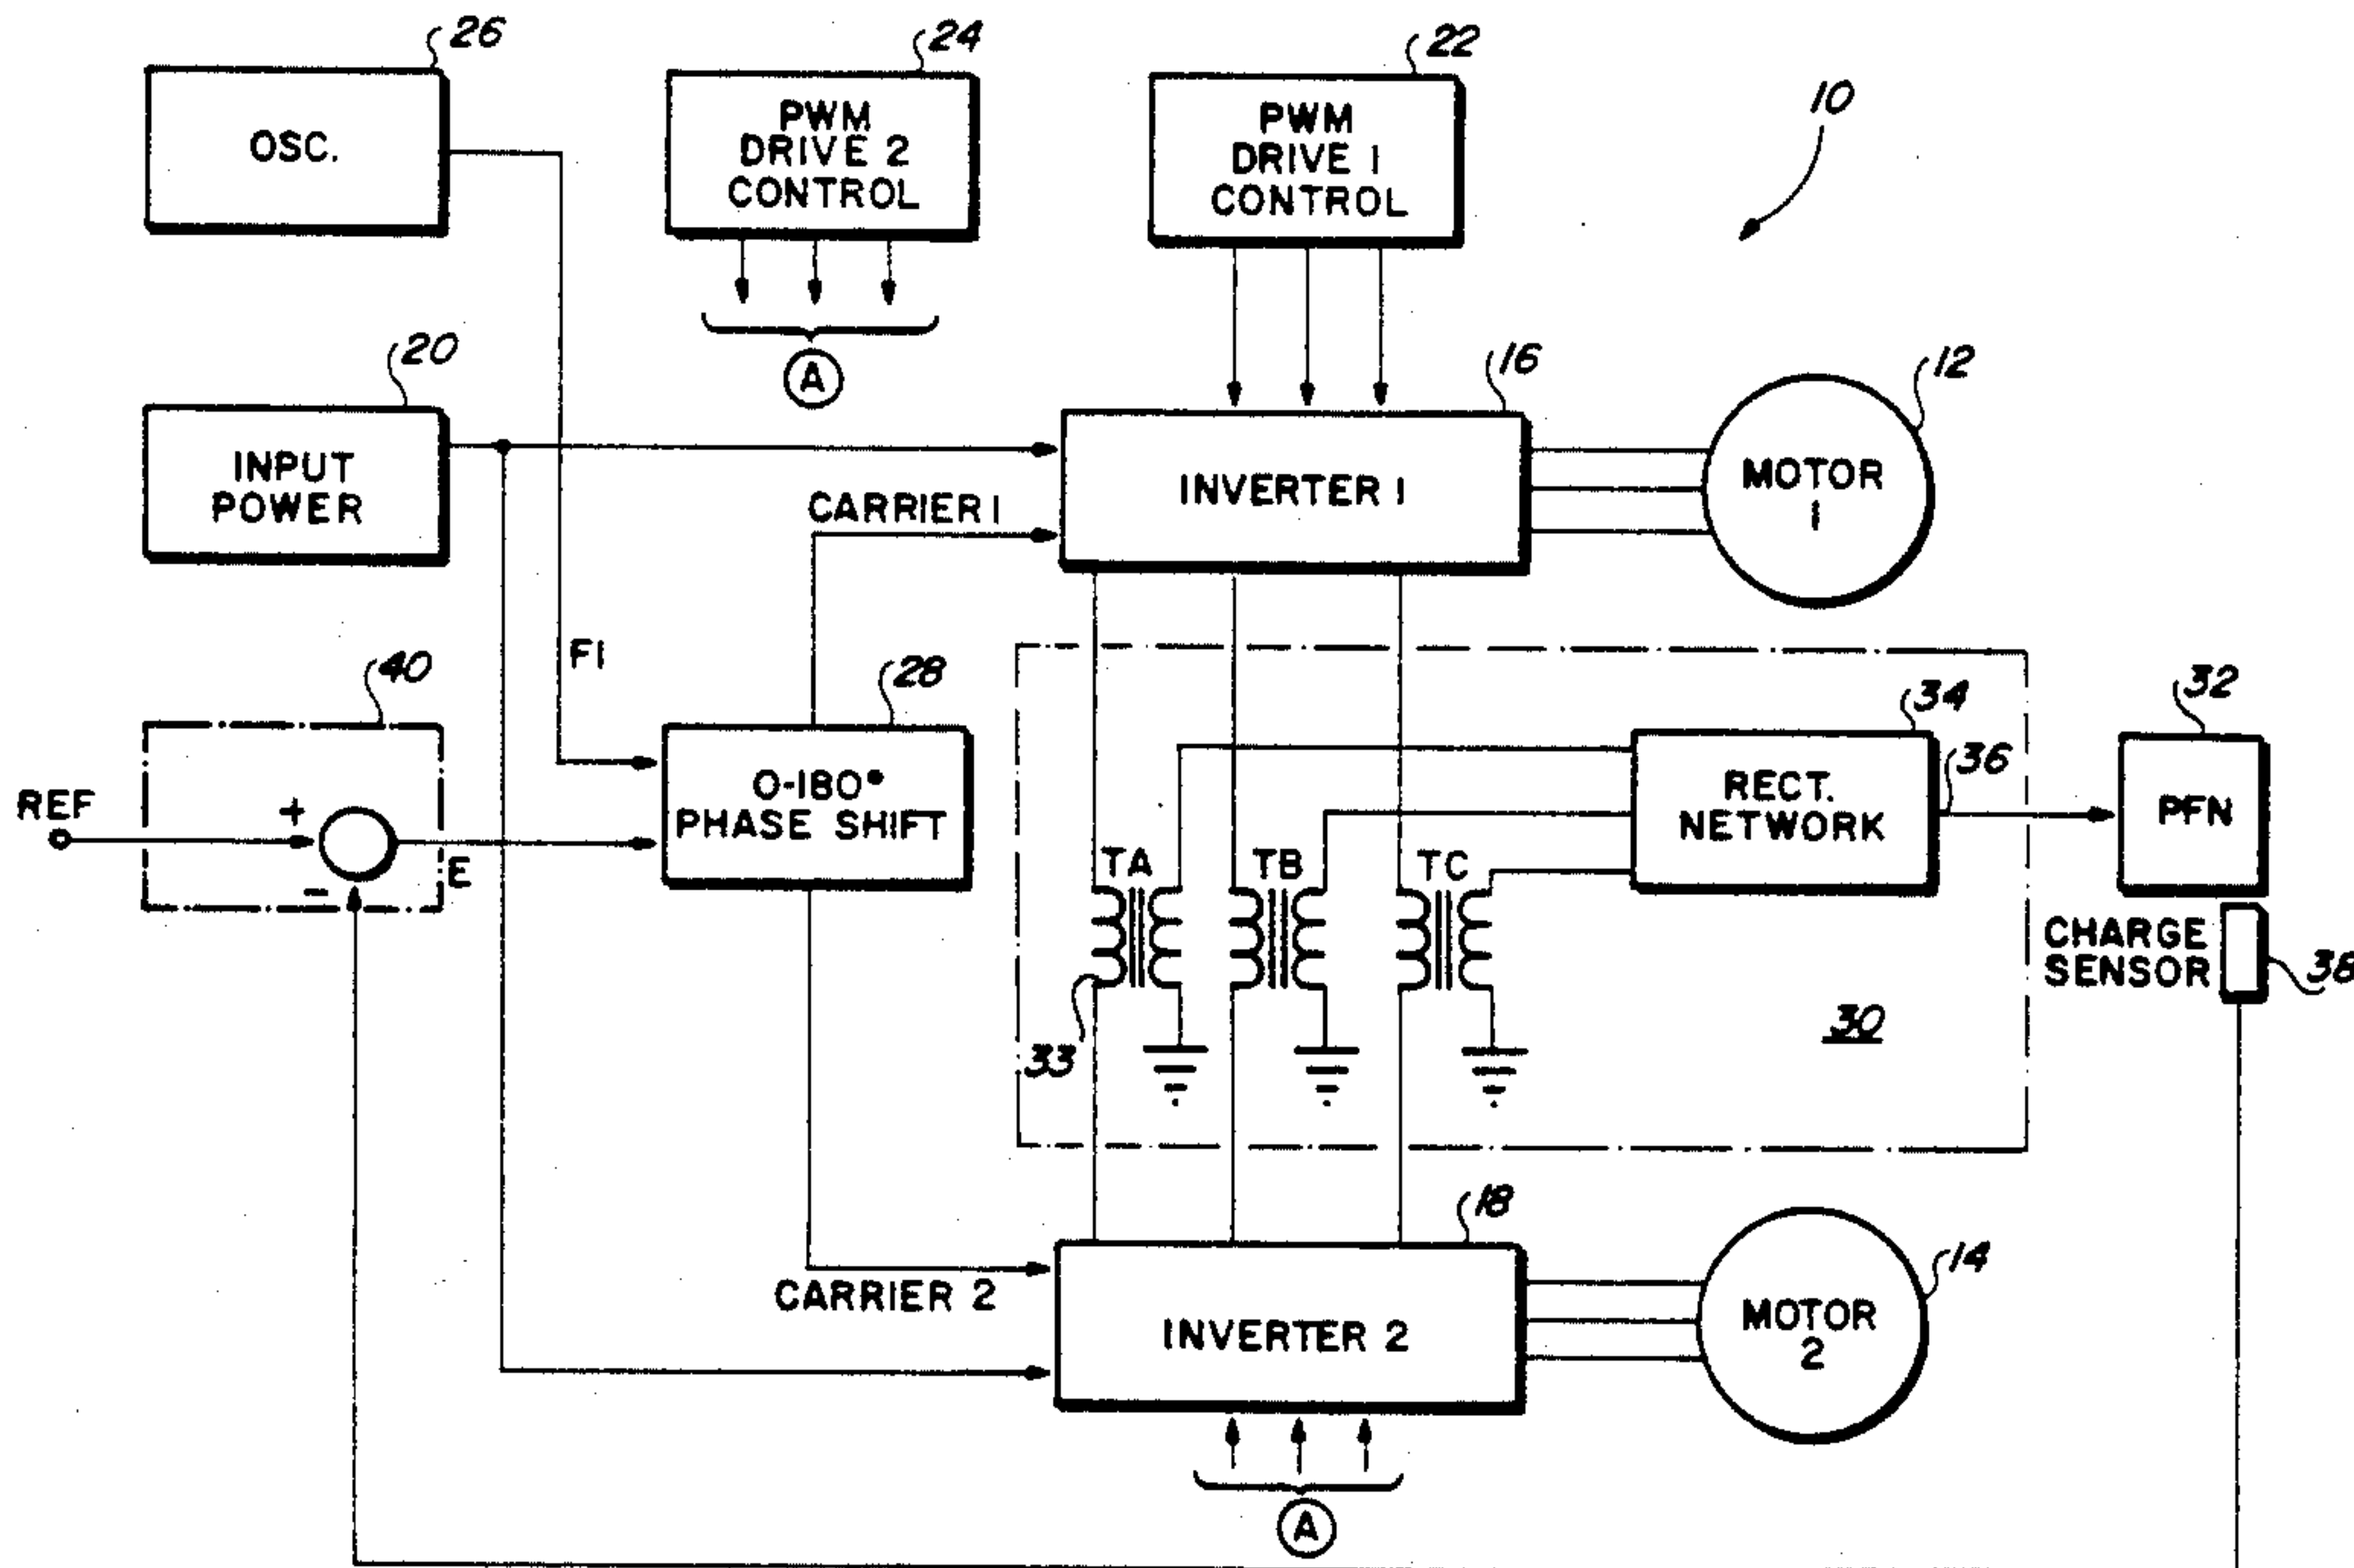 26
24
22
10
OSC.
PWM
DRIVE 2
CONTROL
PWM
DRIVE 1
CONTROL
20
A
16
12
INPUT
POWER
CARRIER 1
INVERTER 1
MOTOR
1
F1
40
28
34
32
REF
+
-
E
0-180°
PHASE SHIFT
RECT.
NETWORK
36
PFN
TA
TB
TC
33
CHARGE
SENSOR
38
30
18
14
CARRIER 2
INVERTER 2
MOTOR
2
A